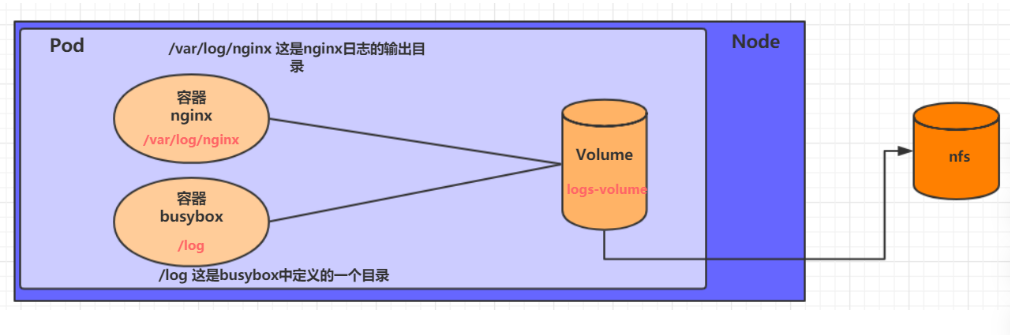 Pod
Node
/var/log/nginx 这是nginx日志的输出目
录
容器
nginx
/var/log/nginx
容器
busybox
/log
/log 这是busybox中定义的一个目录
Volume
logs-volume
nfs